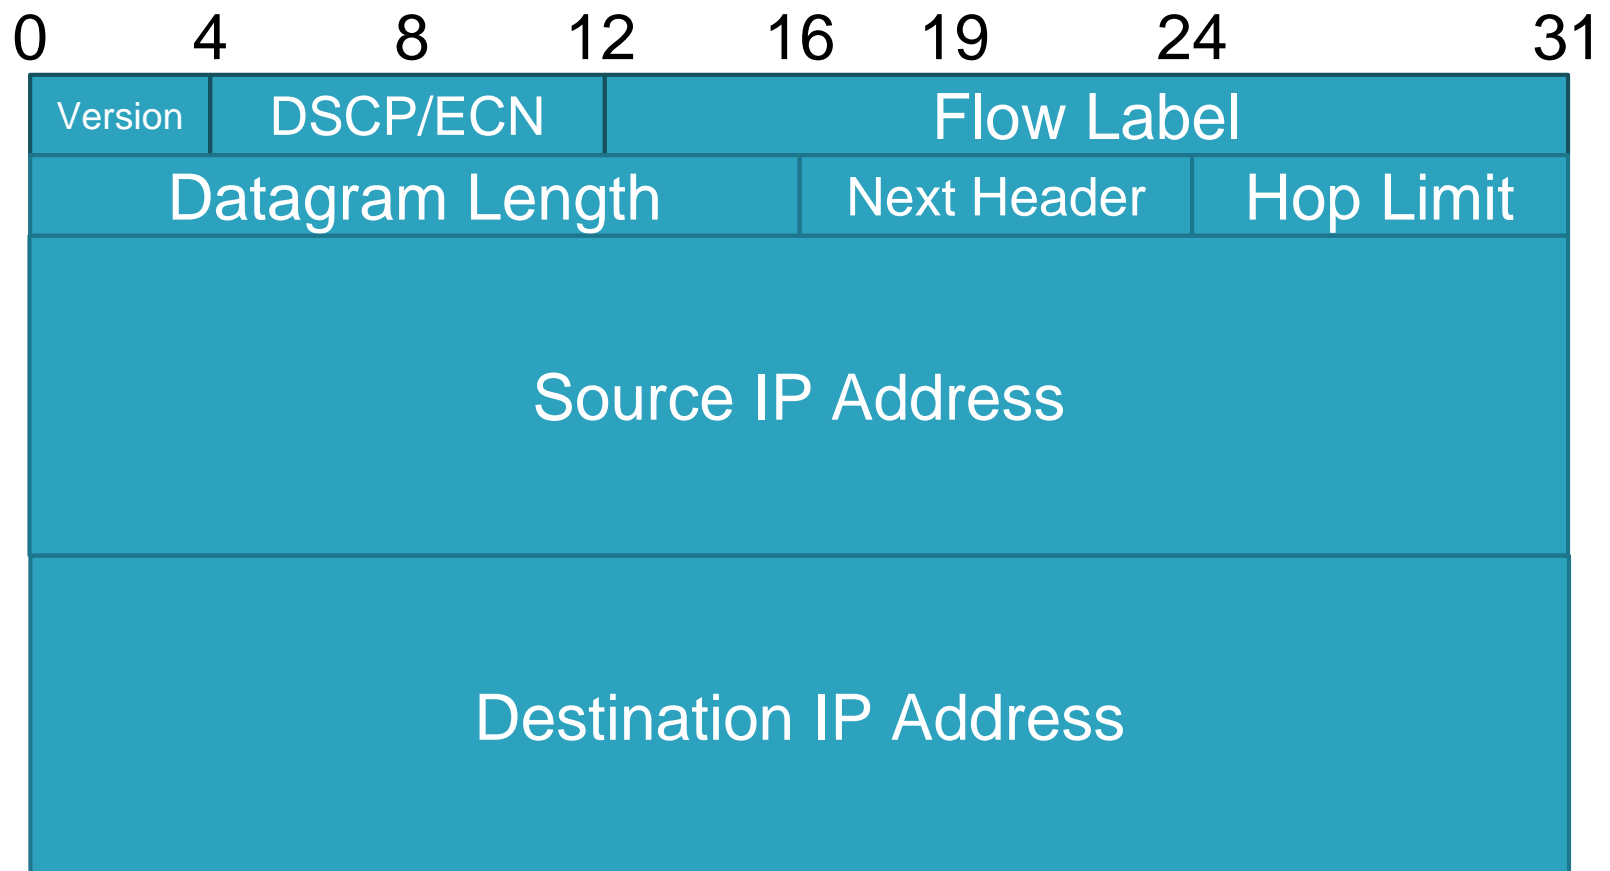 0 4 8 12 16 19 24 31
Version DSCP/ECN Flow Label
Datagram Length Next Header Hop Limit
Source IP Address
Destination IP Address